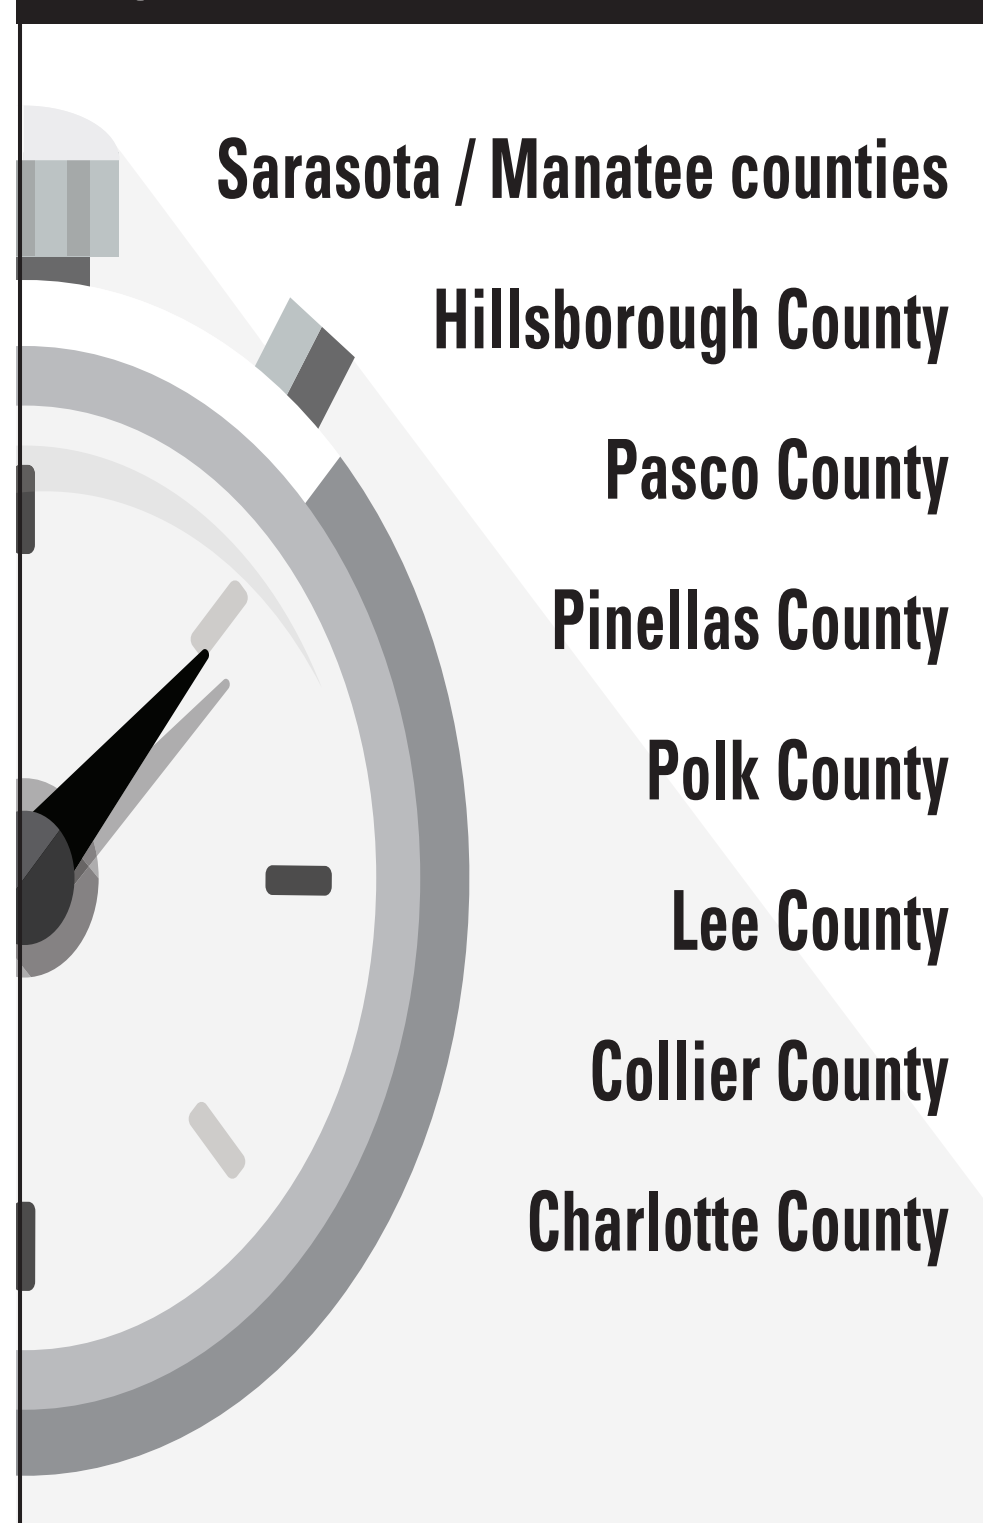 Sarasota / Manatee counties
Hillsborough County
Pasco County
Pinellas County
Polk County
Lee County
Collier County
Charlotte County